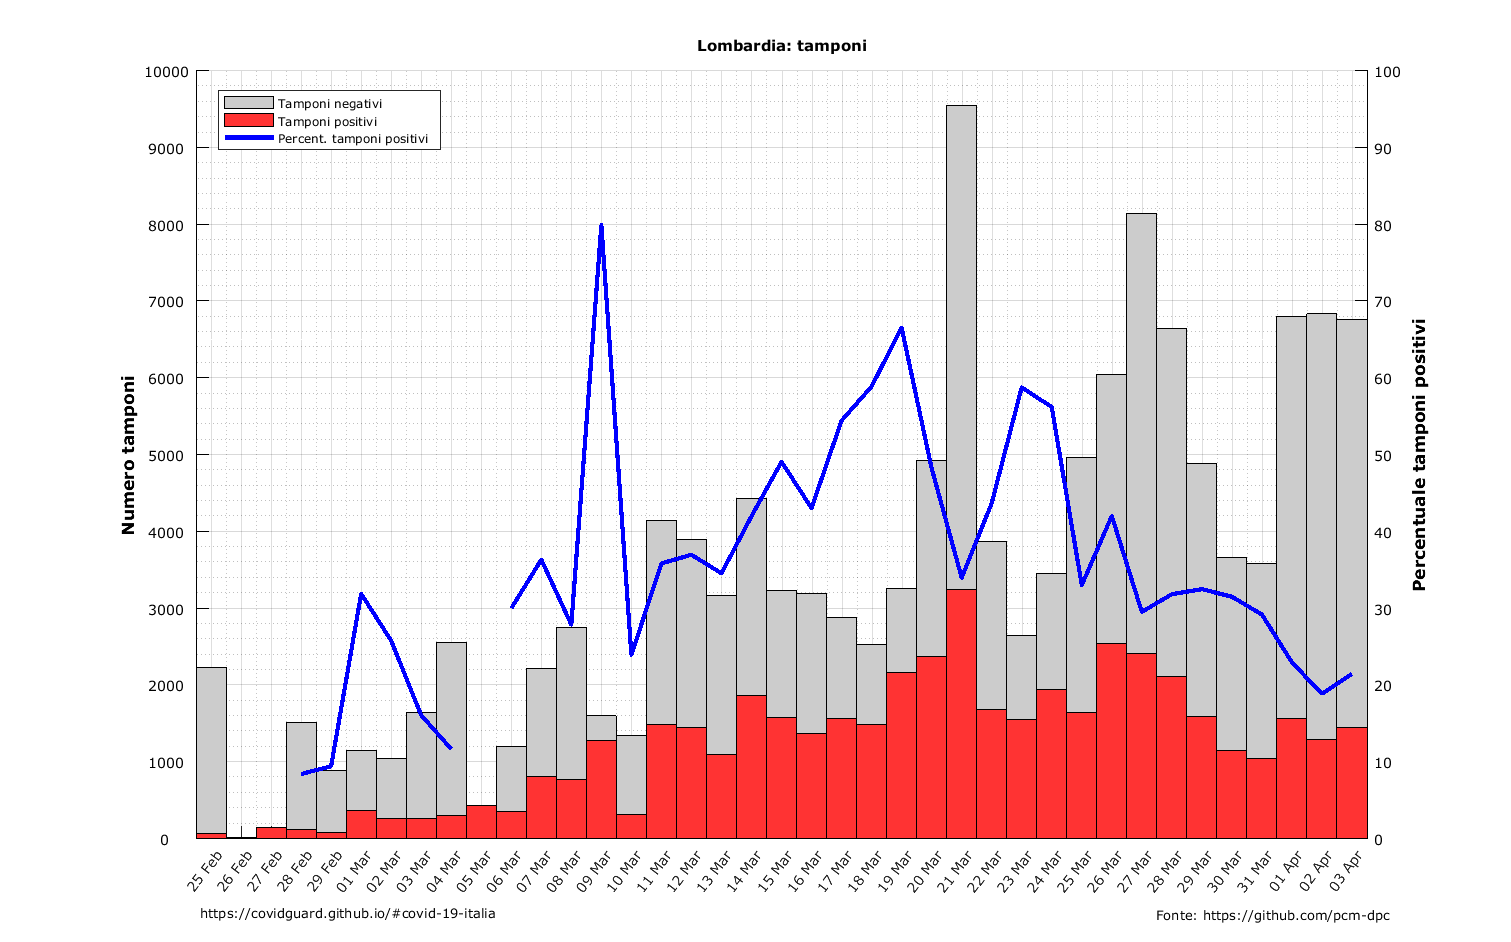 Lombardia: tamponi
Tamponi negativi
Tamponi positivi
Percent. tamponi positivi
Numero tamponi
10000
9000
8000
7000
6000
5000
4000
3000
2000
1000
0
Percentuale tamponi positivi
100
90
80
70
60
50
40
30
20
10
0
25 Feb
26 Feb
27 Feb
28 Feb
29 Feb
01 Mar
02 Mar
03 Mar
04 Mar
05 Mar
06 Mar
07 Mar
08 Mar
09 Mar
10 Mar
11 Mar
12 Mar
13 Mar
14 Mar
15 Mar
16 Mar
17 Mar
18 Mar
19 Mar
20 Mar
21 Mar
22 Mar
23 Mar
24 Mar
25 Mar
26 Mar
27 Mar
28 Mar
29 Mar
30 Mar
31 Mar
01 Apr
02 Apr
03 Apr
https://covidguard.github.io/#covid-19-italia
Fonte: https://github.com/pcm-dpc